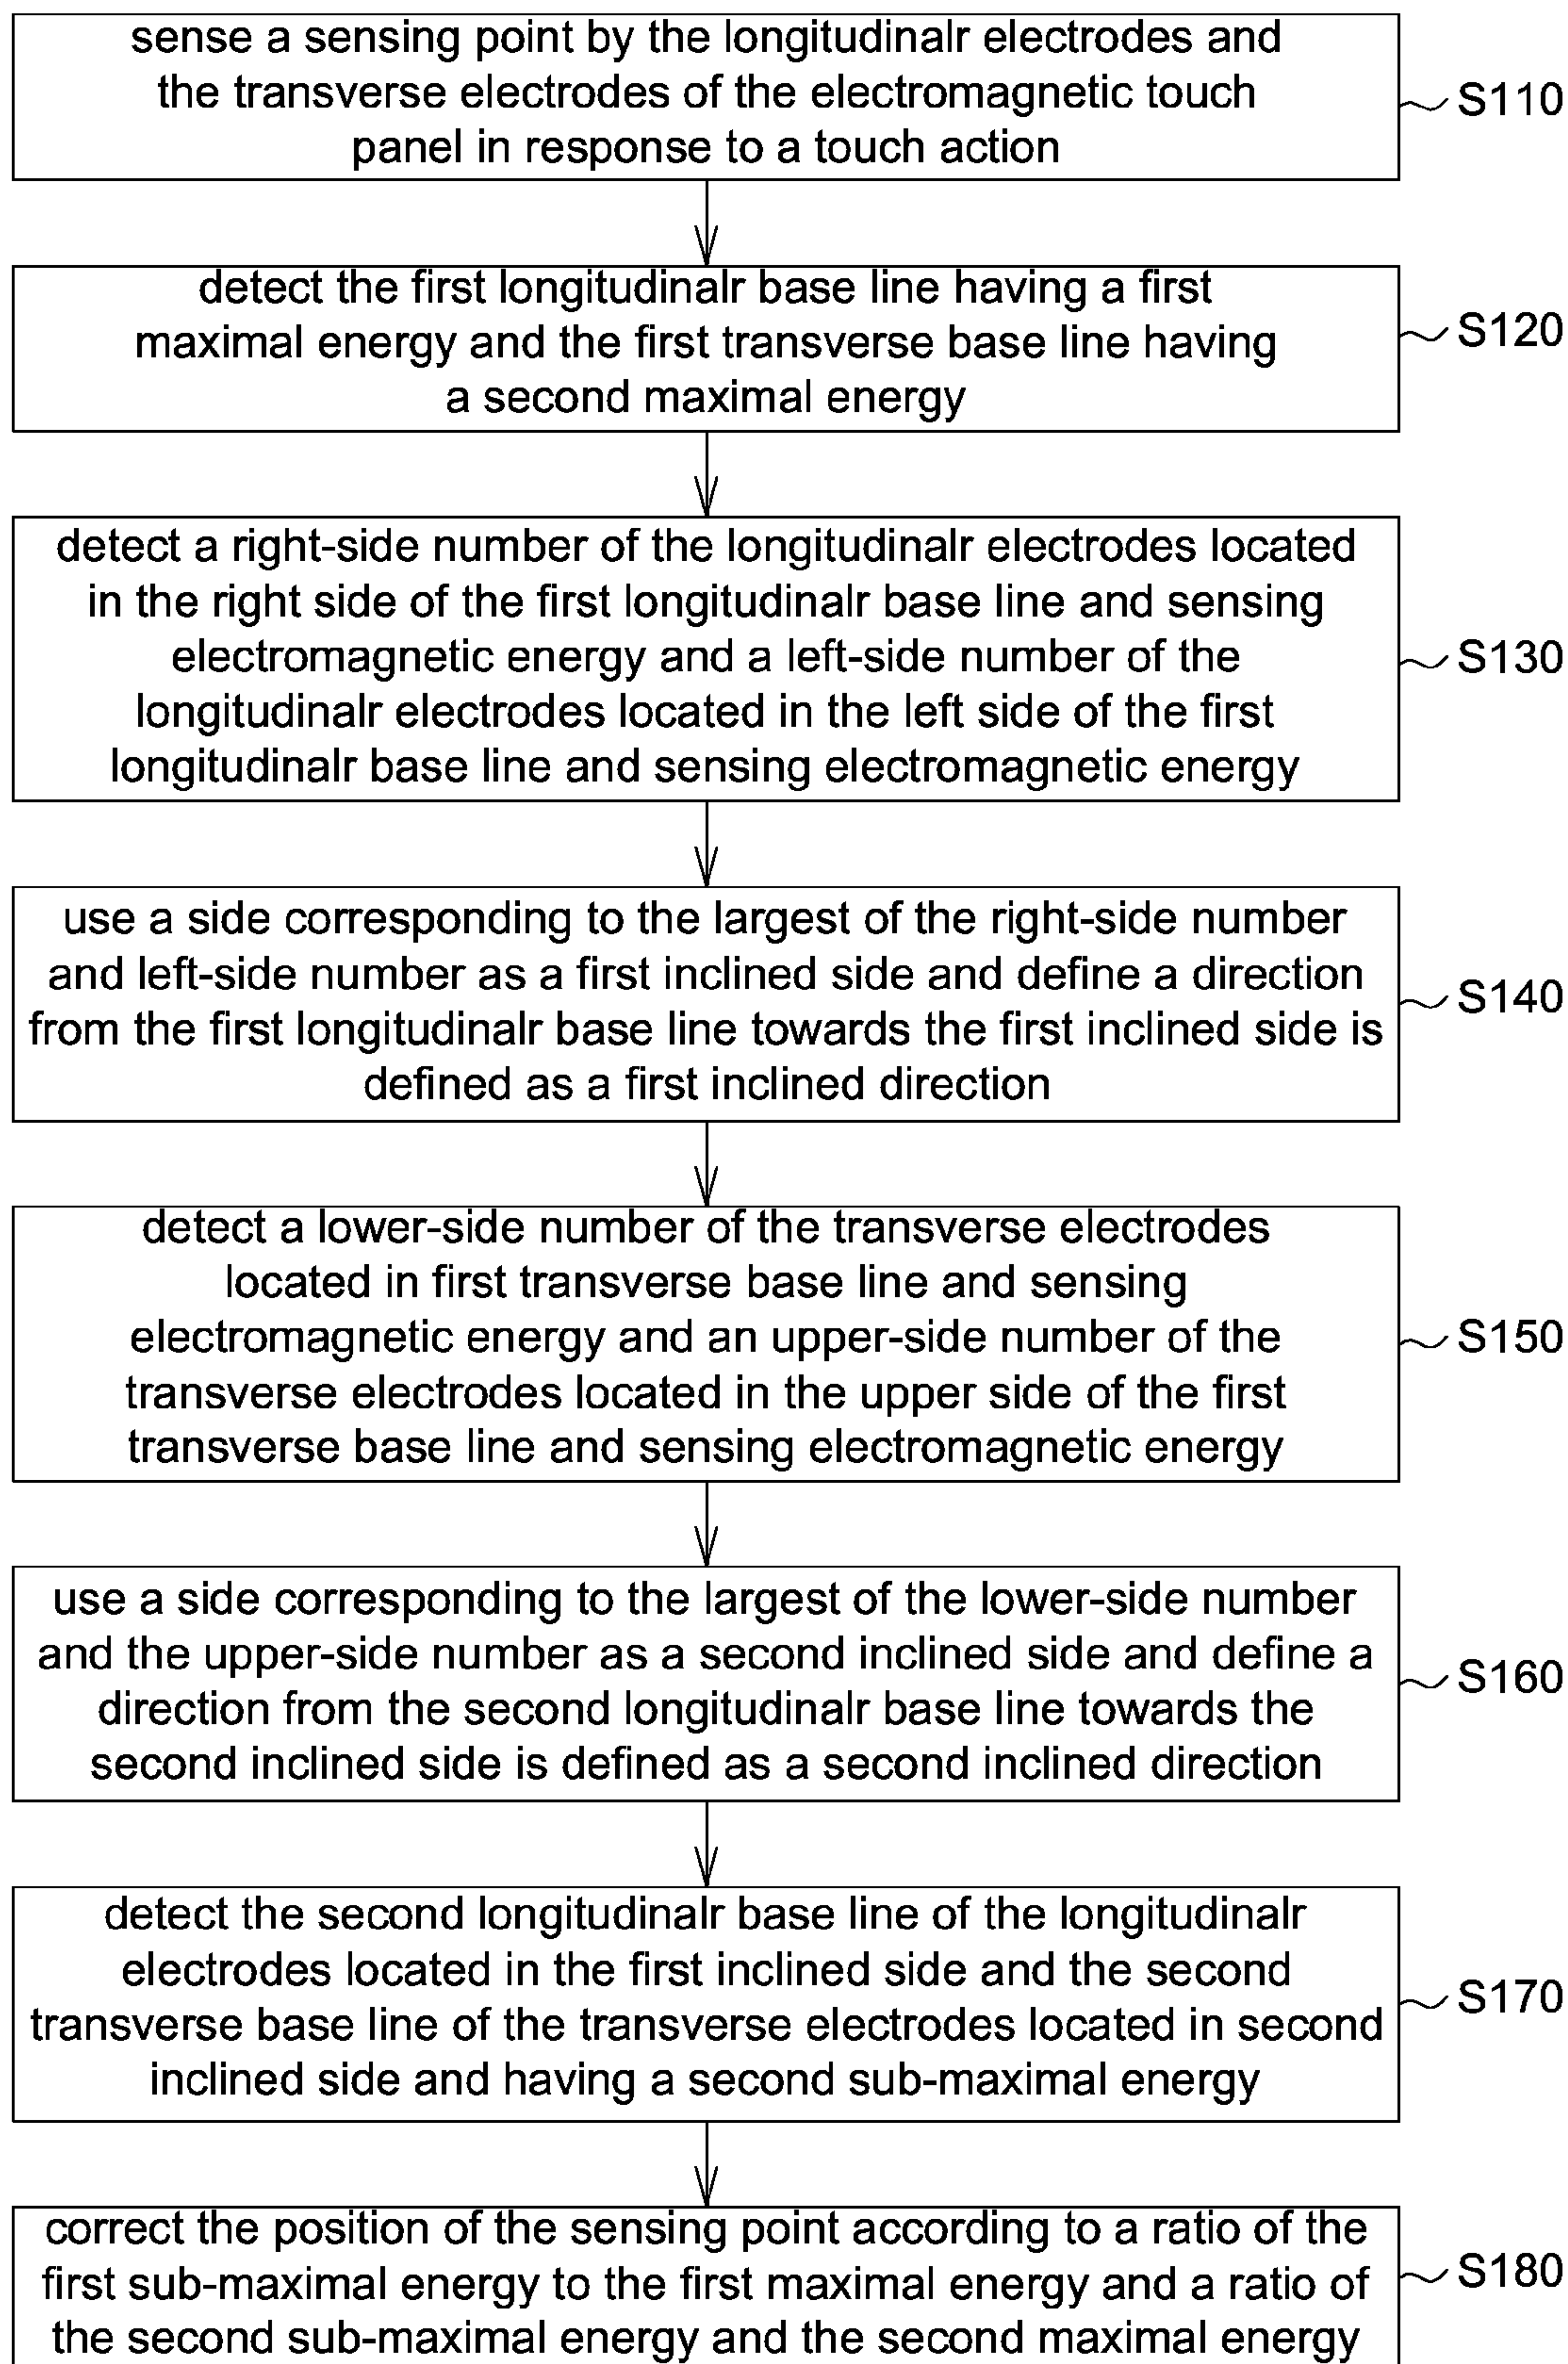 sense a sensing point by the longitudinalr electrodes and
the transverse electrodes of the electromagnetic touch
panel in response to a touch action
S110
detect the first longitudinalr base line having a first
maximal energy and the first transverse base line having
a second maximal energy
S120
detect a right-side number of the longitudinalr electrodes located
in the right side of the first longitudinalr base line and sensing
electromagnetic energy and a left-side number of the
longitudinalr electrodes located in the left side of the first
longitudinalr base line and sensing electromagnetic energy
S130
use a side corresponding to the largest of the right-side number
and left-side number as a first inclined side and define a direction
from the first longitudinalr base line towards the first inclined side is
defined as a first inclined direction
S140
detect a lower-side number of the transverse electrodes
located in first transverse base line and sensing
electromagnetic energy and an upper-side number of the
transverse electrodes located in the upper side of the first
transverse base line and sensing electromagnetic energy
S150
use a side corresponding to the largest of the lower-side number
and the upper-side number as a second inclined side and define a
direction from the second longitudinalr base line towards the
second inclined side is defined as a second inclined direction
S160
detect the second longitudinalr base line of the longitudinalr
electrodes located in the first inclined side and the second
transverse base line of the transverse electrodes located in second
inclined side and having a second sub-maximal energy
S170
correct the position of the sensing point according to a ratio of the
first sub-maximal energy to the first maximal energy and a ratio of
the second sub-maximal energy and the second maximal energy
S180